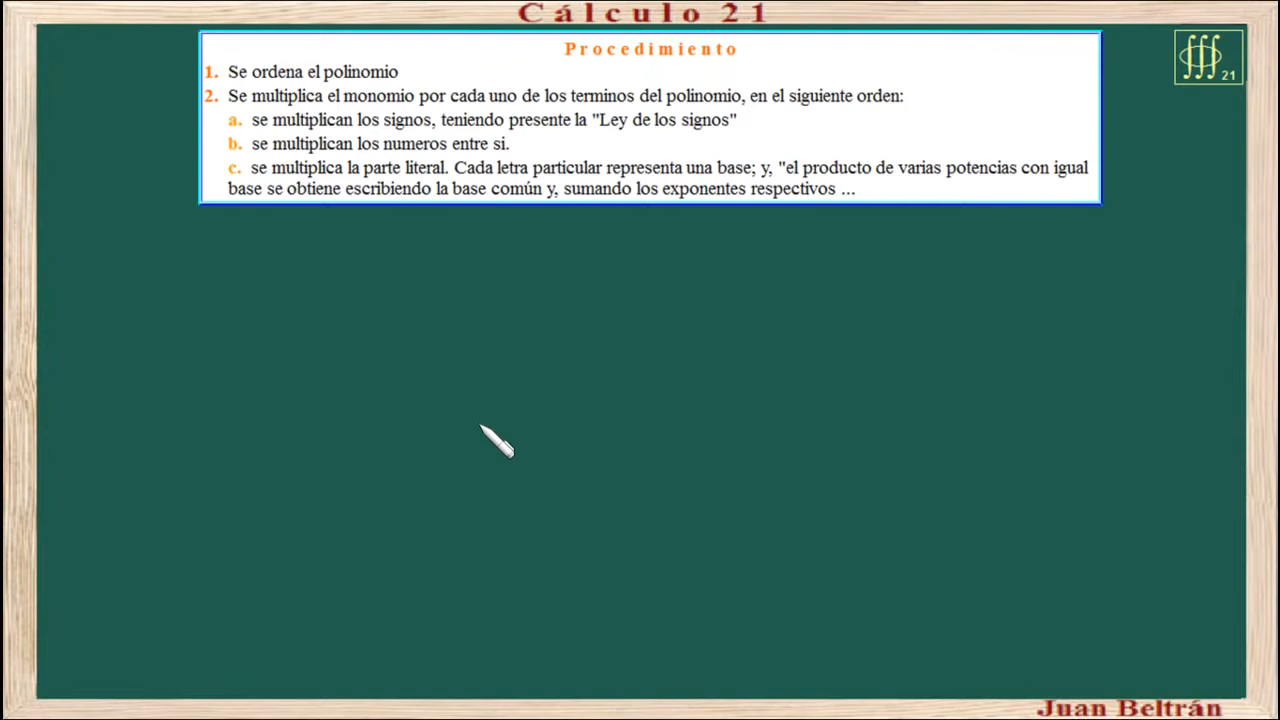 Cálculo 21
Procedimiento
1. Se ordena el polinomio
2. Se multiplica el monomio por cada uno de los terminos del polinomio, en el siguiente orden:
a. se multiplican los signos, teniendo presente la "Ley de los signos"
b. se multiplican los numeros entre si.
c. se multiplica la parte literal. Cada letra particular representa una base; y, "el producto de varias potencias con igual
base se obtiene escribiendo la base común y, sumando los exponentes respectivos ...
∰ 21
Juan Beltrán